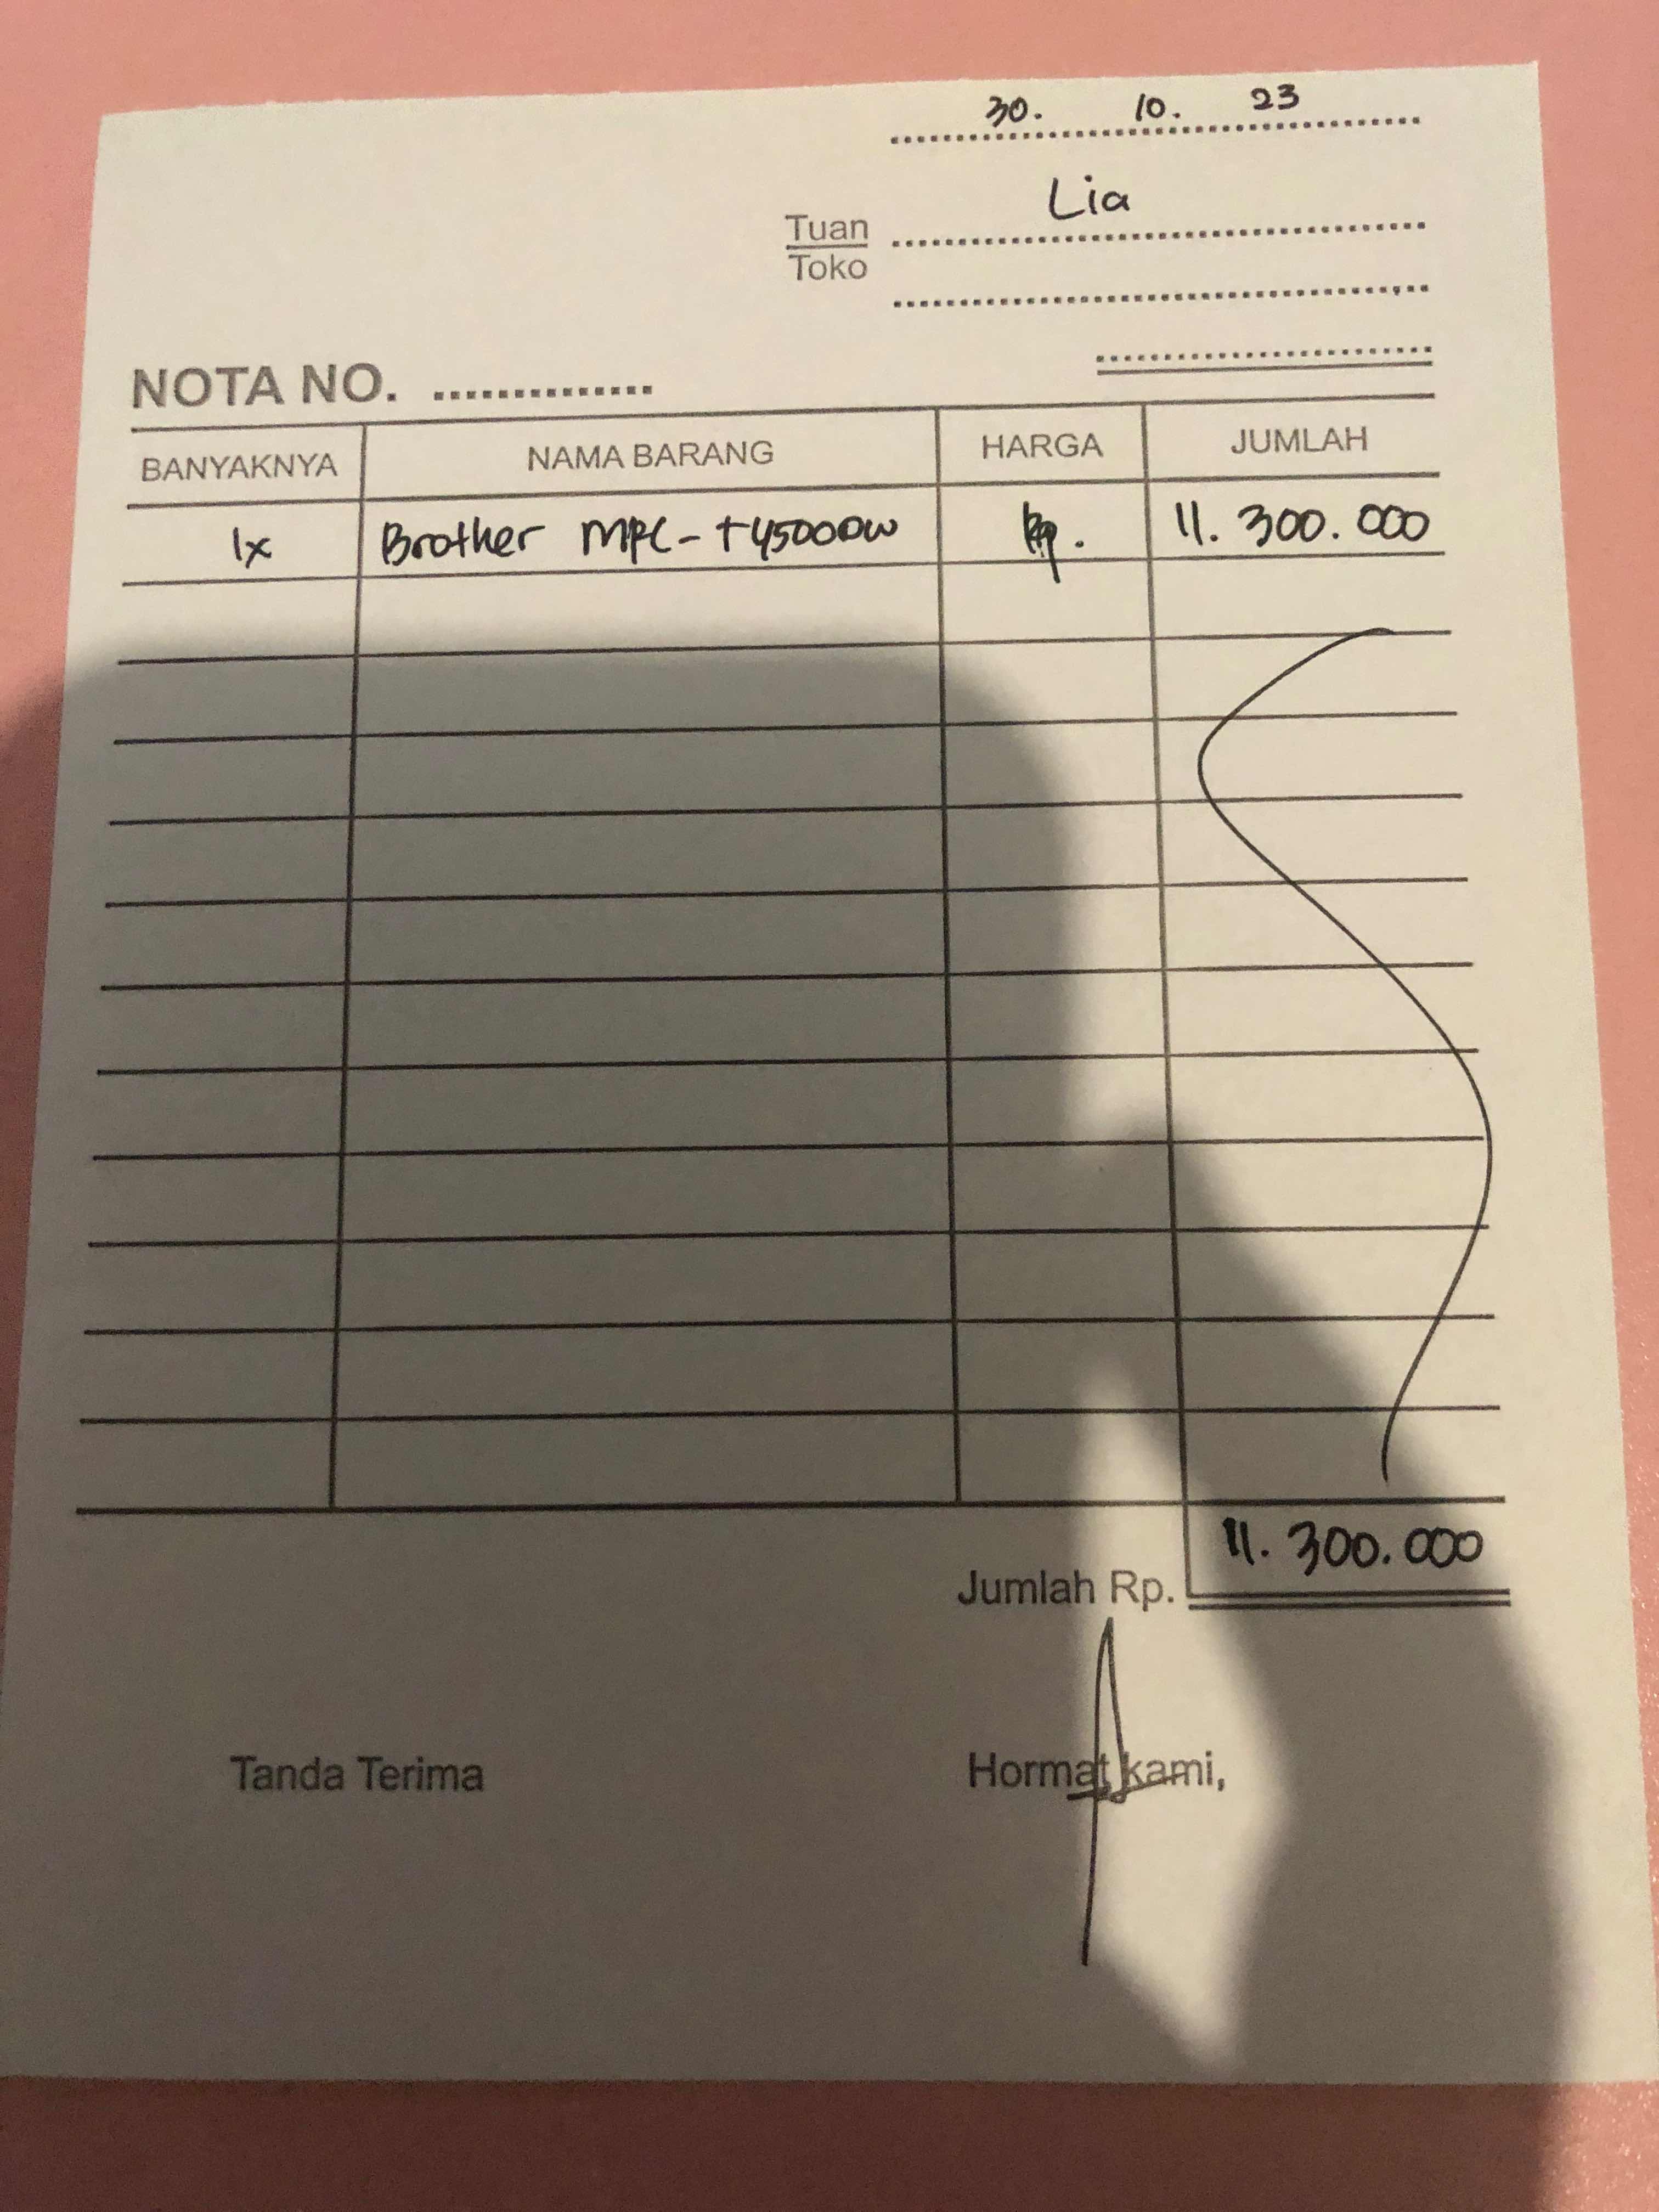 30. 10. 23
Lia
Tuan
Toko
NOTA NO.
BANYAKNYA NAMA BARANG HARGA JUMLAH
1x Brother MFC-T4500DW Rp. 11.300.000
Jumlah Rp. 11.300.000
Tanda Terima Hormat kami,